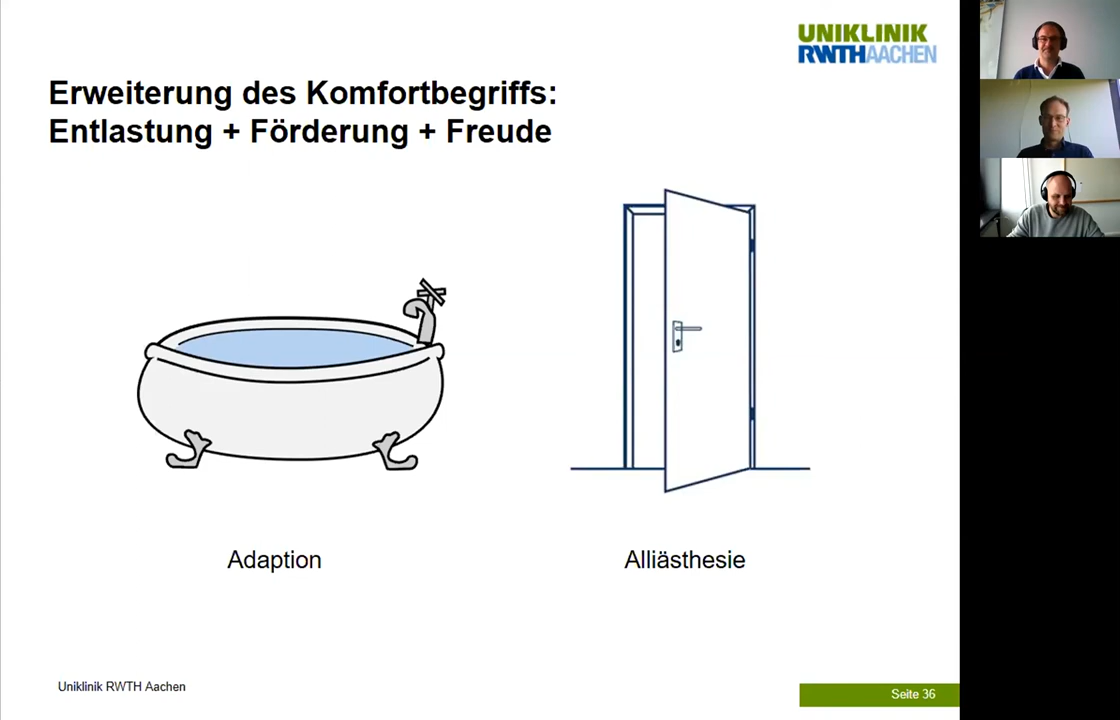 UNIKLINIK
RWTHAACHEN
Erweiterung des Komfortbegriffs:
Entlastung + Förderung + Freude
Adaption
Alliästhesie
Uniklinik RWTH Aachen
Seite 36